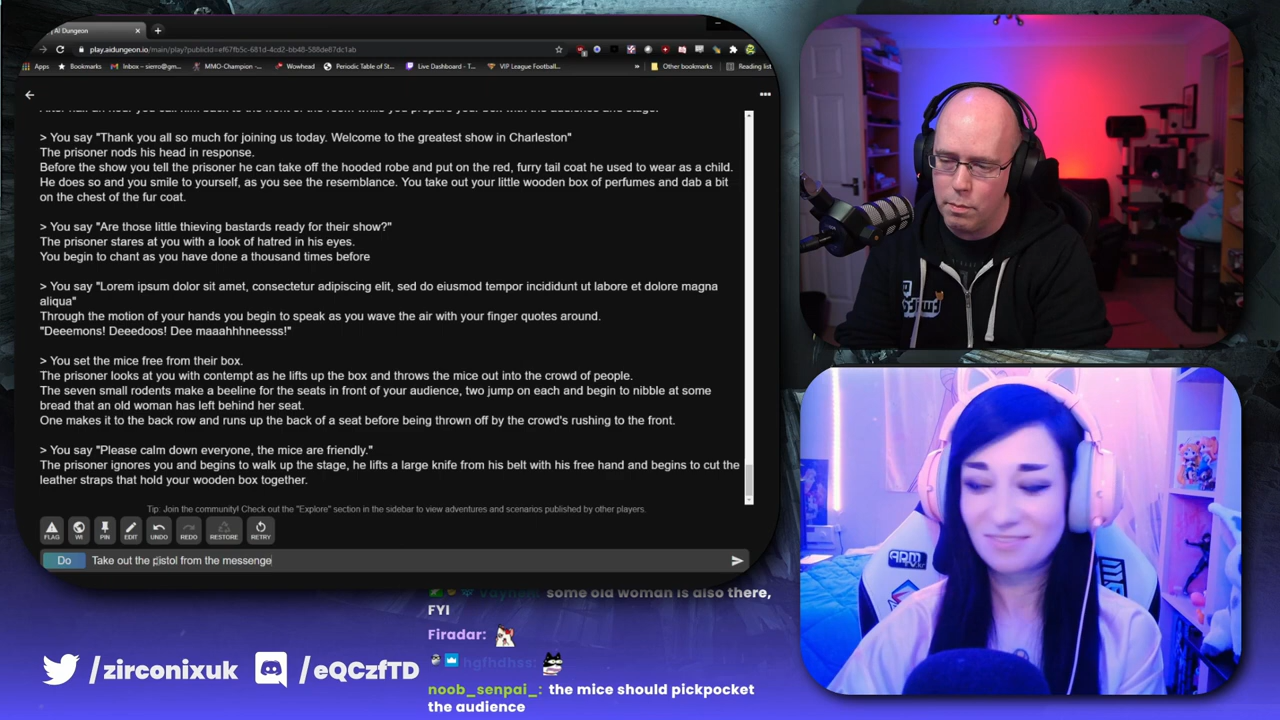 AI Dungeon
play.aidungeon.io/main/play?publicId=ef67fb5c-681d-4cd2-bb48-588de87dc1ab
Apps Bookmarks Inbox – sierro@gm... MMO-Champion -... Wowhead Periodic Table of St... Live Dashboard - T... VIP League Football... » Other bookmarks Reading list
> You say "Thank you all so much for joining us today. Welcome to the greatest show in Charleston"
The prisoner nods his head in response.
Before the show you tell the prisoner he can take off the hooded robe and put on the red, furry tail coat he used to wear as a child.
He does so and you smile to yourself, as you see the resemblance. You take out your little wooden box of perfumes and dab a bit
on the chest of the fur coat.
> You say "Are those little thieving bastards ready for their show?"
The prisoner stares at you with a look of hatred in his eyes.
You begin to chant as you have done a thousand times before
> You say "Lorem ipsum dolor sit amet, consectetur adipiscing elit, sed do eiusmod tempor incididunt ut labore et dolore magna
aliqua"
Through the motion of your hands you begin to speak as you wave the air with your finger quotes around.
"Deeemons! Deeedoos! Dee maaahhhneesss!"
> You set the mice free from their box.
The prisoner looks at you with contempt as he lifts up the box and throws the mice out into the crowd of people.
The seven small rodents make a beeline for the seats in front of your audience, two jump on each and begin to nibble at some
bread that an old woman has left behind her seat.
One makes it to the back row and runs up the back of a seat before being thrown off by the crowd's rushing to the front.
> You say "Please calm down everyone, the mice are friendly."
The prisoner ignores you and begins to walk up the stage, he lifts a large knife from his belt with his free hand and begins to cut the
leather straps that hold your wooden box together.
Tip: Join the community! Check out the "Explore" section in the sidebar to view adventures and scenarios published by other players.
FLAG WI PIN EDIT UNDO REDO RESTORE RETRY
Do Take out the pistol from the messenge
some old woman is also there,
FYI
Firadar:
hgfhdhss:
noob_senpai_: the mice should pickpocket
the audience
/zirconixuk /eQCzfTD